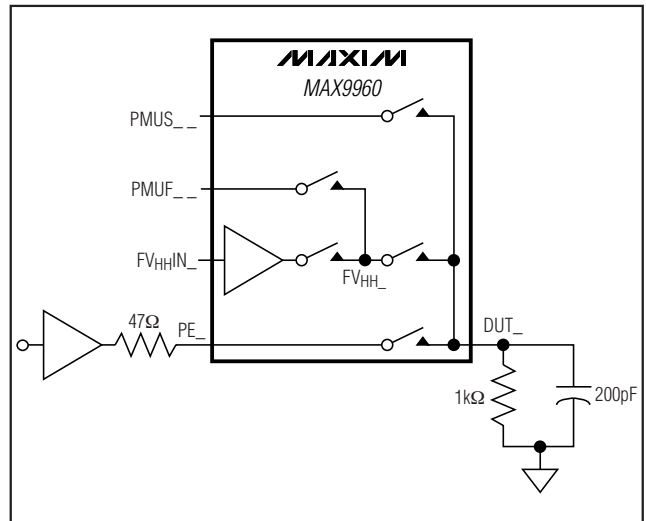 MAXIM
MAX9960
PMUS_ _
PMUF_ _
FVHHIN_
FVHH_
47Ω
PE_
DUT_
1kΩ
200pF